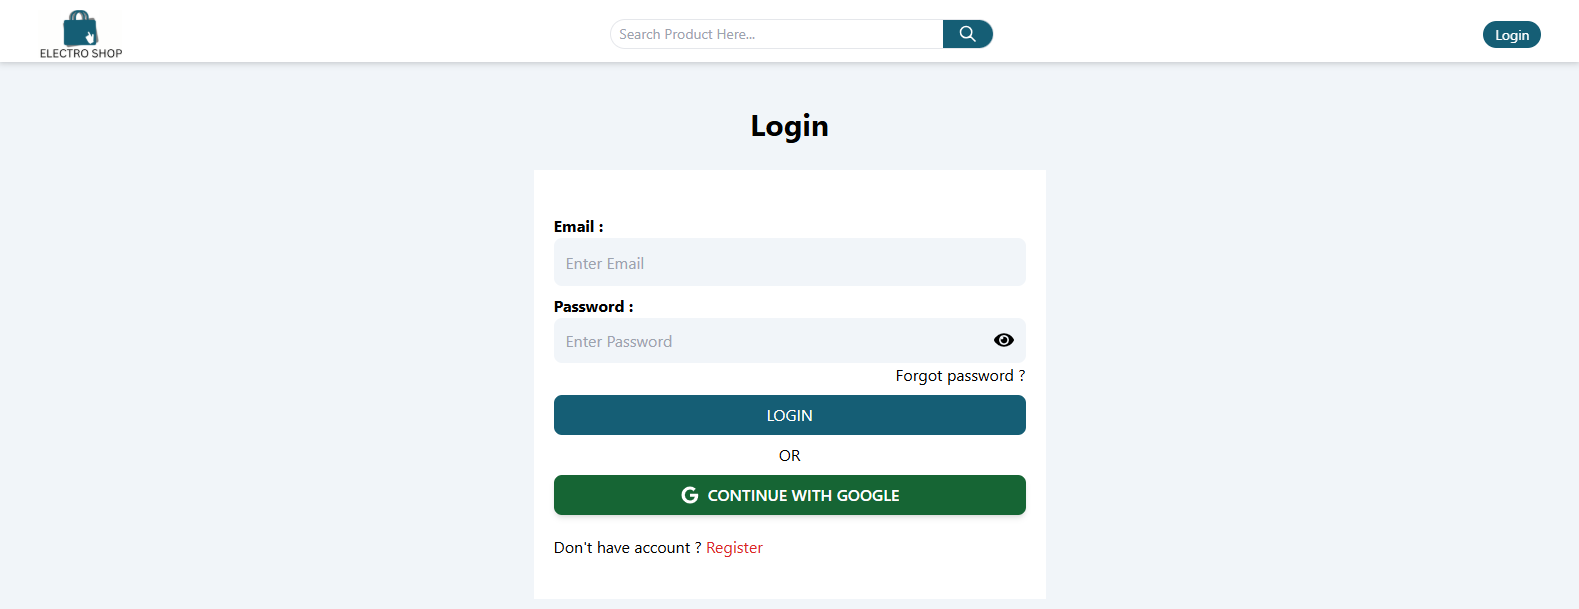 ELECTRO SHOP
Search Product Here...
Login
Login
Email :
Enter Email
Password :
Enter Password
Forgot password ?
LOGIN
OR
G CONTINUE WITH GOOGLE
Don't have account ? Register